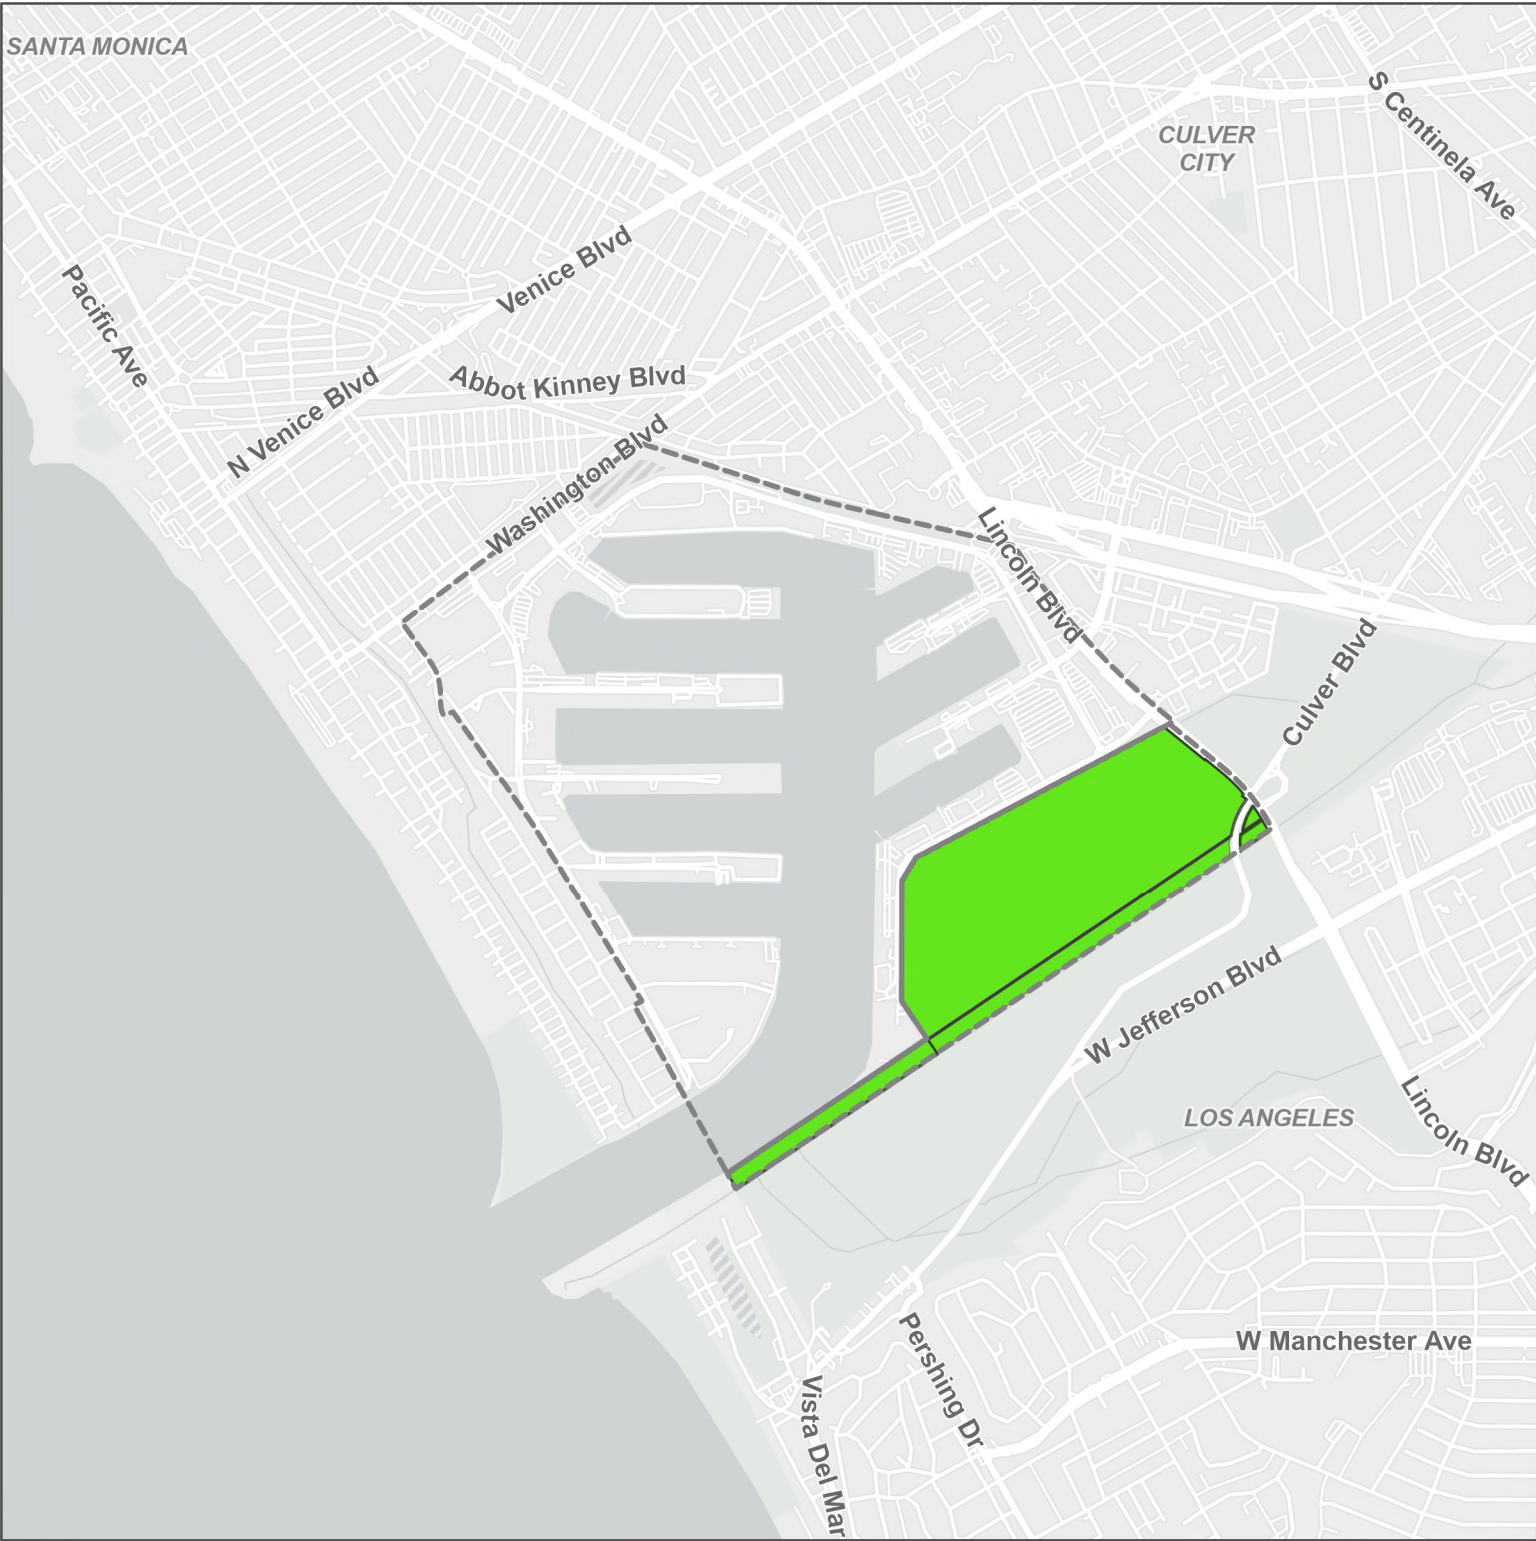 SANTA MONICA
S Centinela Ave
CULVER
CITY
Venice Blvd
Pacific Ave
Abbot Kinney Blvd
N Venice Blvd
Washington Blvd
Lincoln Blvd
Culver Blvd
W Jefferson Blvd
LOS ANGELES
Lincoln Blvd
W Manchester Ave
Pershing Dr
Vista Del Mar